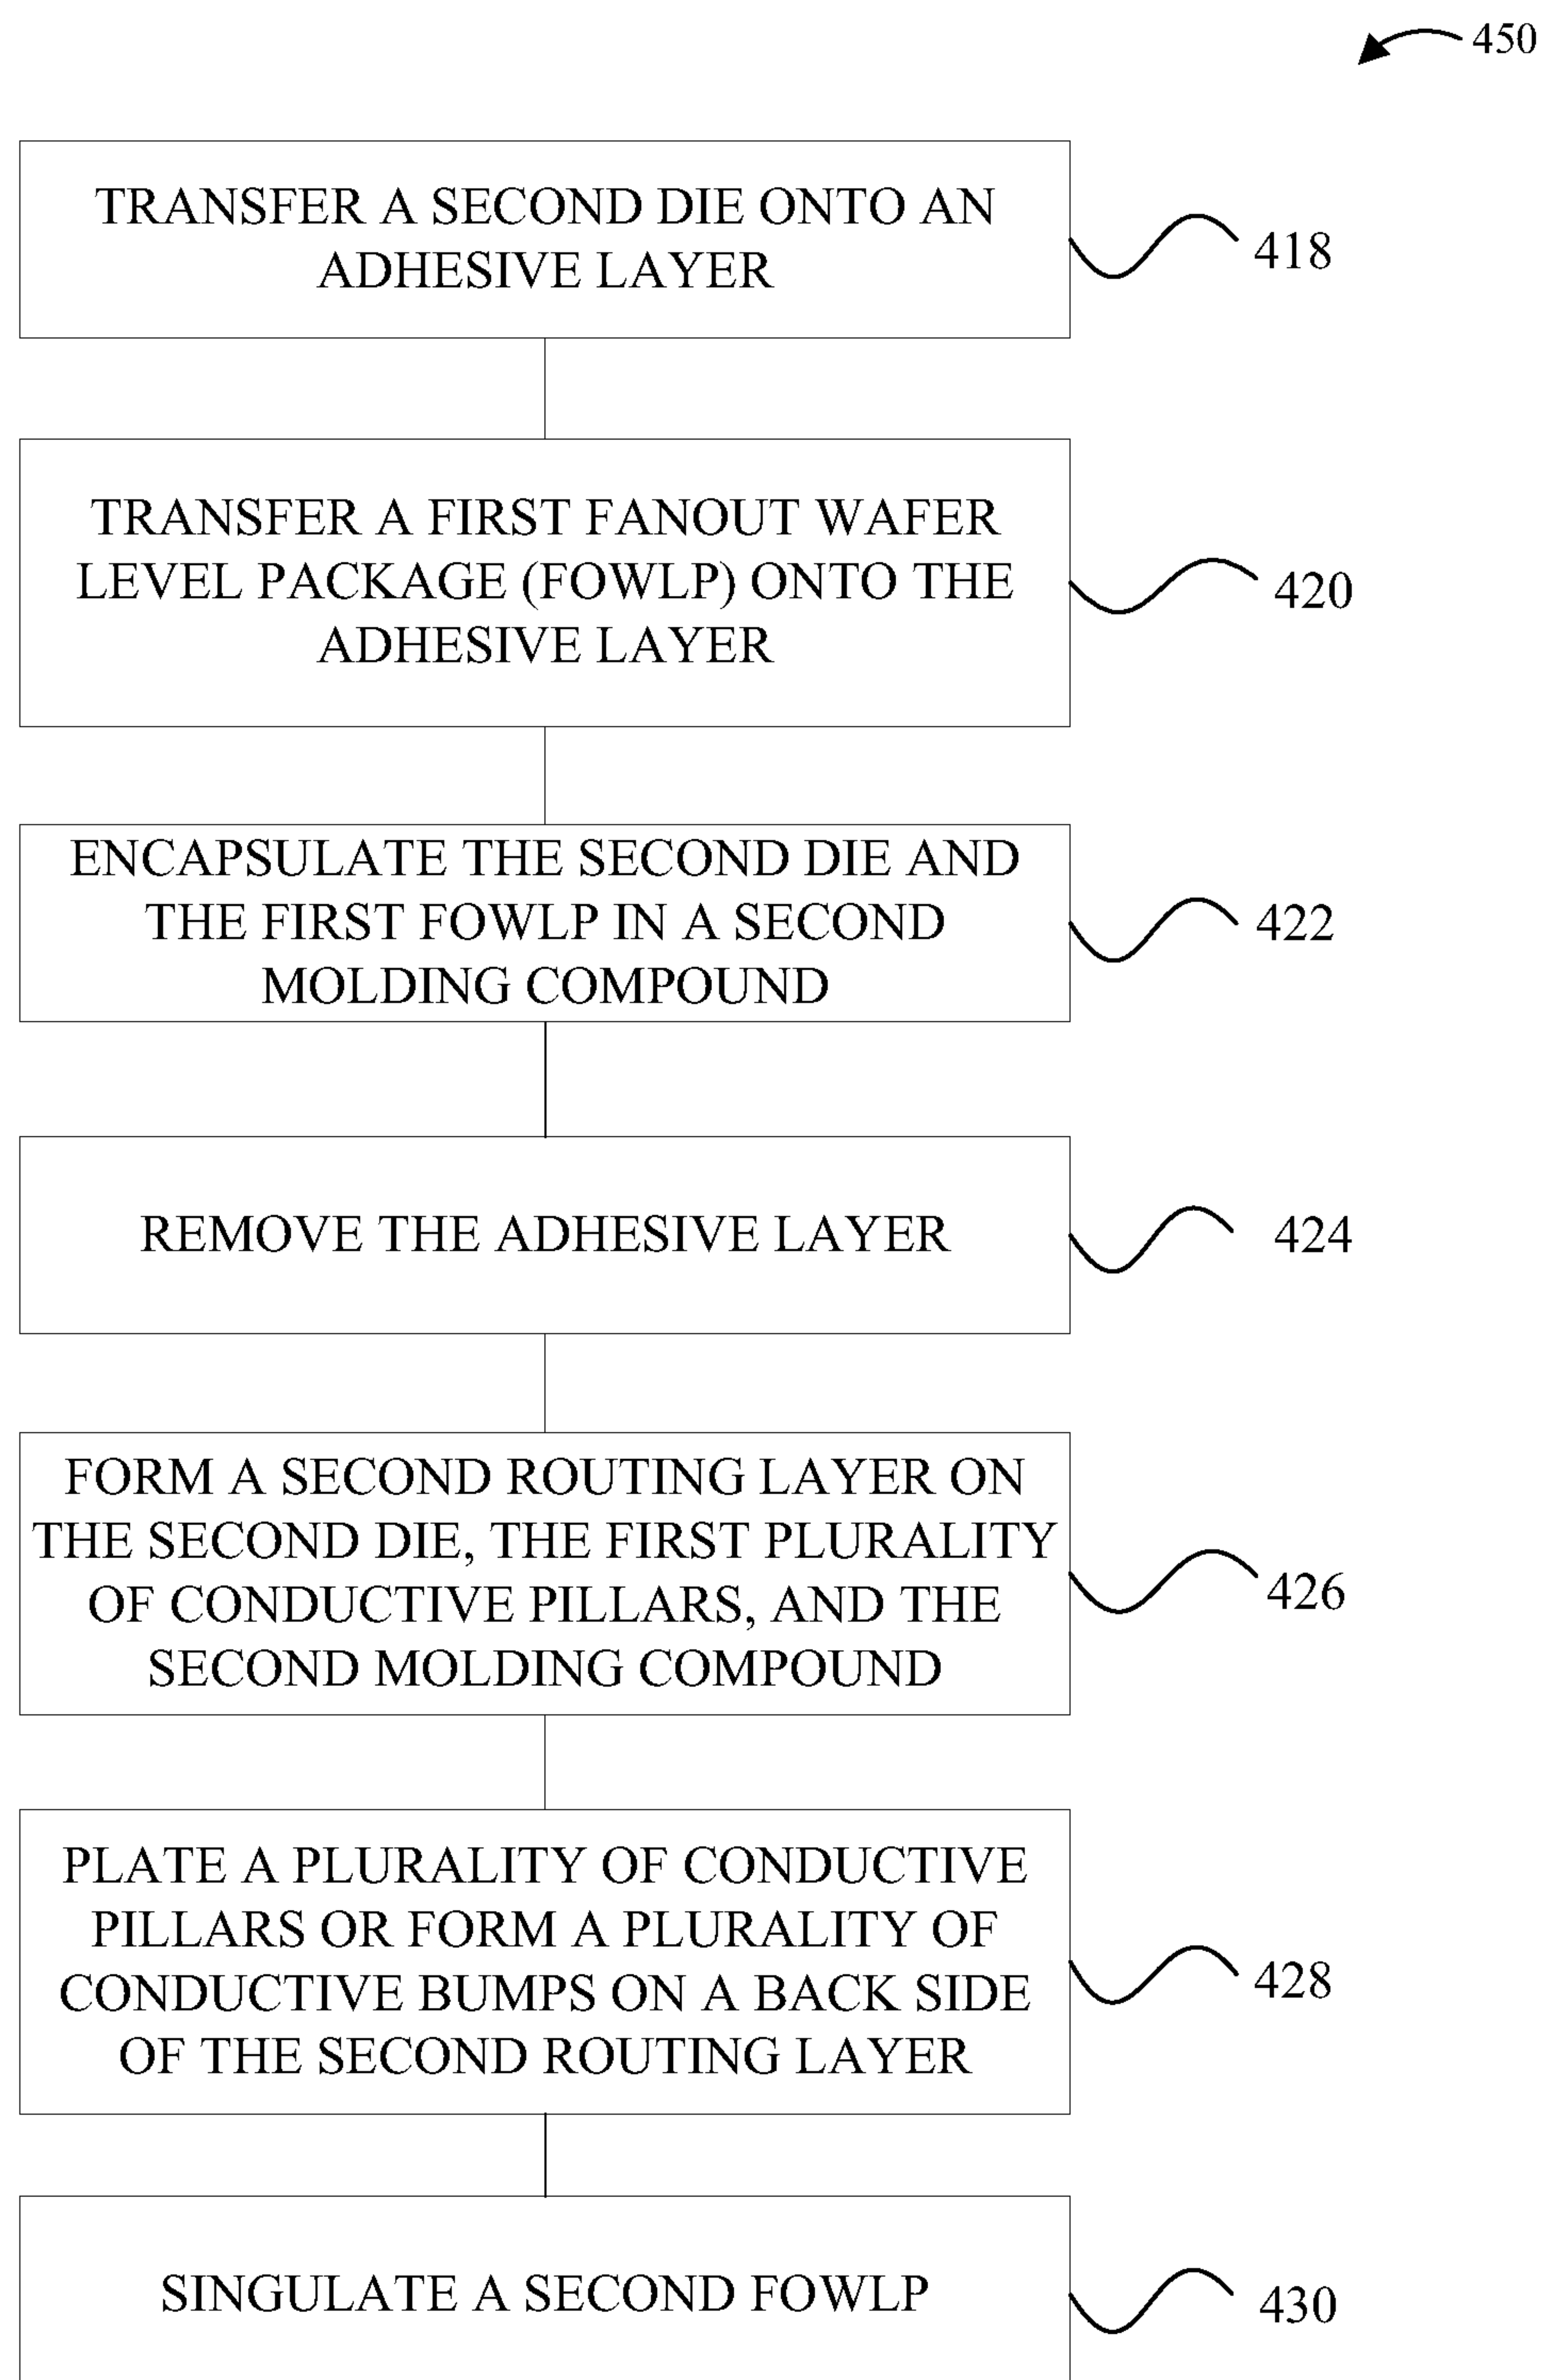 450
TRANSFER A SECOND DIE ONTO AN
ADHESIVE LAYER
418
TRANSFER A FIRST FANOUT WAFER
LEVEL PACKAGE (FOWLP) ONTO THE
ADHESIVE LAYER
420
ENCAPSULATE THE SECOND DIE AND
THE FIRST FOWLP IN A SECOND
MOLDING COMPOUND
422
REMOVE THE ADHESIVE LAYER
424
FORM A SECOND ROUTING LAYER ON
THE SECOND DIE, THE FIRST PLURALITY
OF CONDUCTIVE PILLARS, AND THE
SECOND MOLDING COMPOUND
426
PLATE A PLURALITY OF CONDUCTIVE
PILLARS OR FORM A PLURALITY OF
CONDUCTIVE BUMPS ON A BACK SIDE
OF THE SECOND ROUTING LAYER
428
SINGULATE A SECOND FOWLP
430